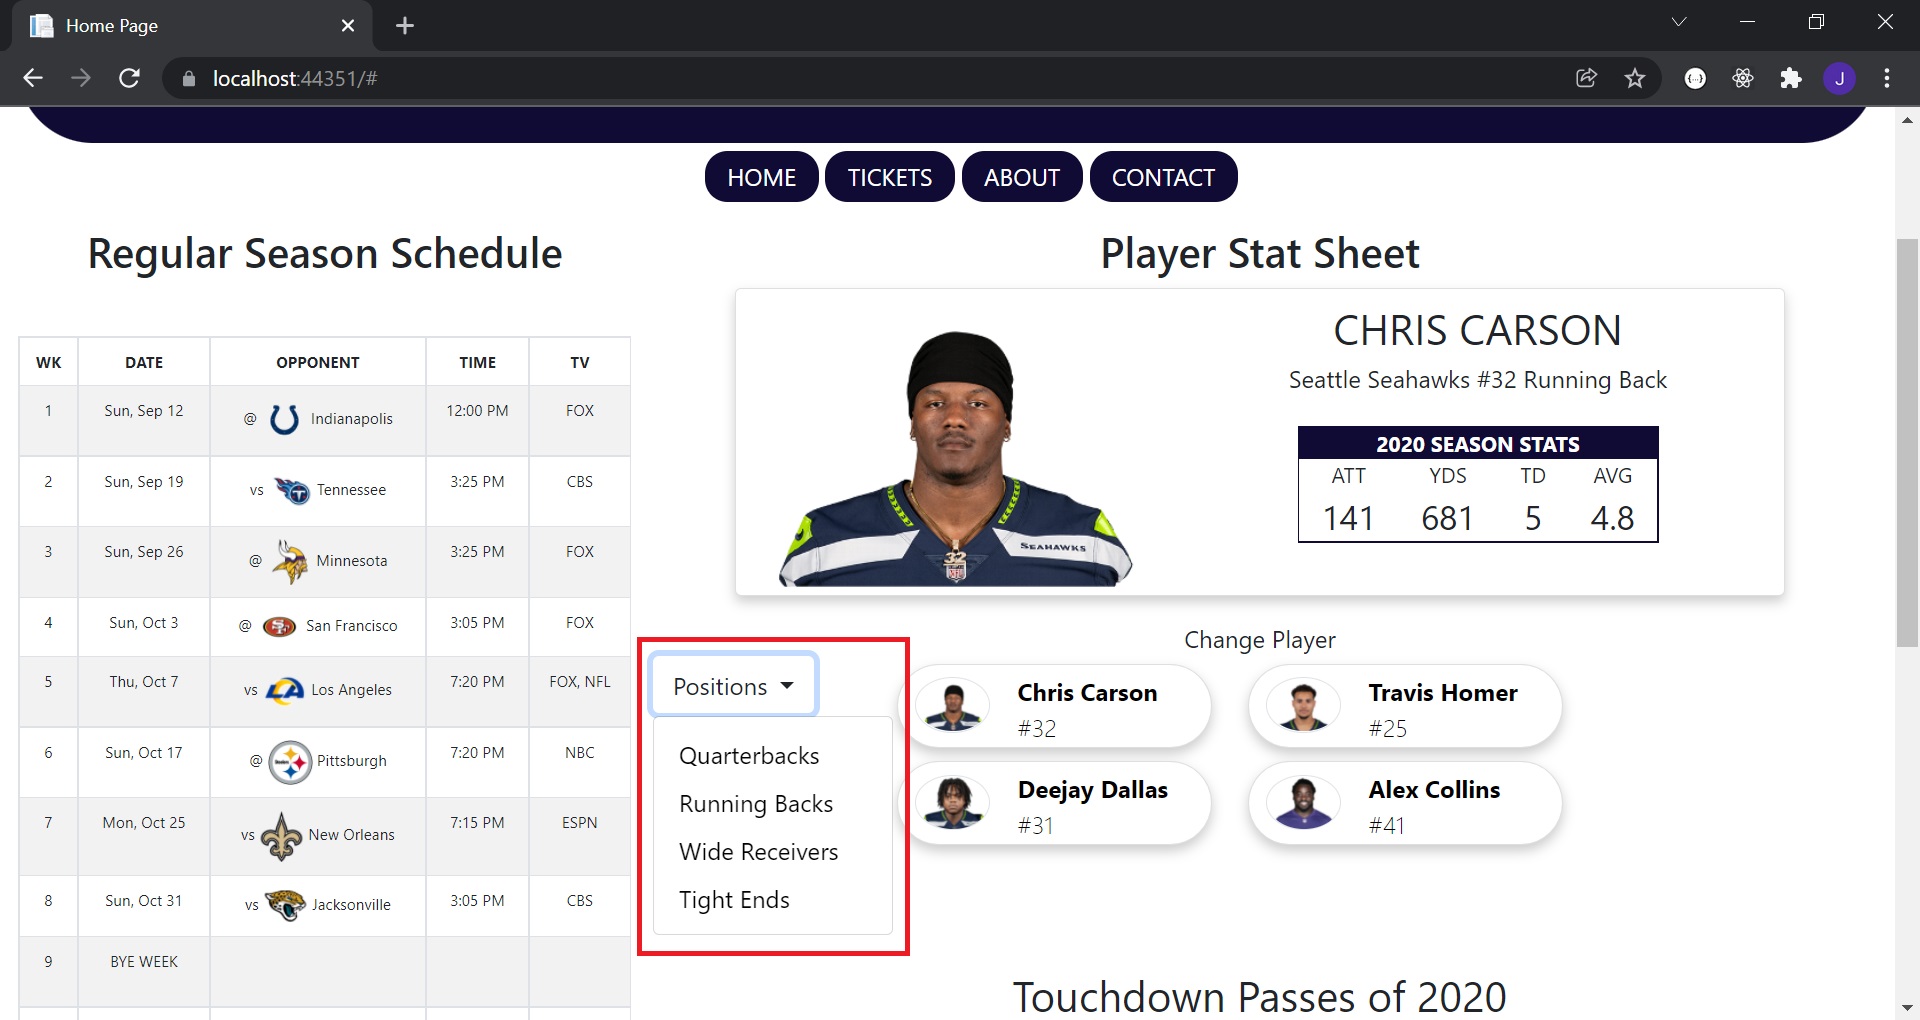 Home Page
localhost:44351/#
J
HOME TICKETS ABOUT CONTACT
Regular Season Schedule
WK DATE OPPONENT TIME TV
1 Sun, Sep 12 @ Indianapolis 12:00 PM FOX
2 Sun, Sep 19 vs Tennessee 3:25 PM CBS
3 Sun, Sep 26 @ Minnesota 3:25 PM FOX
4 Sun, Oct 3 @ San Francisco 3:05 PM FOX
5 Thu, Oct 7 vs Los Angeles 7:20 PM FOX, NFL
6 Sun, Oct 17 @ Pittsburgh 7:20 PM NBC
7 Mon, Oct 25 vs New Orleans 7:15 PM ESPN
8 Sun, Oct 31 vs Jacksonville 3:05 PM CBS
9 BYE WEEK
Player Stat Sheet
SEAHAWKS
32
NFL
CHRIS CARSON
Seattle Seahawks #32 Running Back
2020 SEASON STATS
ATT YDS TD AVG
141 681 5 4.8
Change Player
Positions
Quarterbacks
Running Backs
Wide Receivers
Tight Ends
Chris Carson
#32
Travis Homer
#25
Deejay Dallas
#31
Alex Collins
#41
Touchdown Passes of 2020